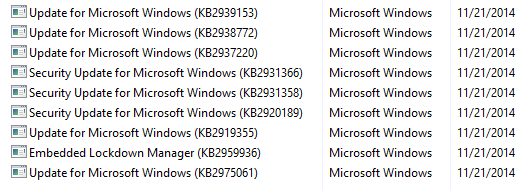 Update for Microsoft Windows (KB2939153) Microsoft Windows 11/21/2014
Update for Microsoft Windows (KB2938772) Microsoft Windows 11/21/2014
Update for Microsoft Windows (KB2937220) Microsoft Windows 11/21/2014
Security Update for Microsoft Windows (KB2931366) Microsoft Windows 11/21/2014
Security Update for Microsoft Windows (KB2931358) Microsoft Windows 11/21/2014
Security Update for Microsoft Windows (KB2920189) Microsoft Windows 11/21/2014
Update for Microsoft Windows (KB2919355) Microsoft Windows 11/21/2014
Embedded Lockdown Manager (KB2959936) Microsoft Windows 11/21/2014
Update for Microsoft Windows (KB2975061) Microsoft Windows 11/21/2014